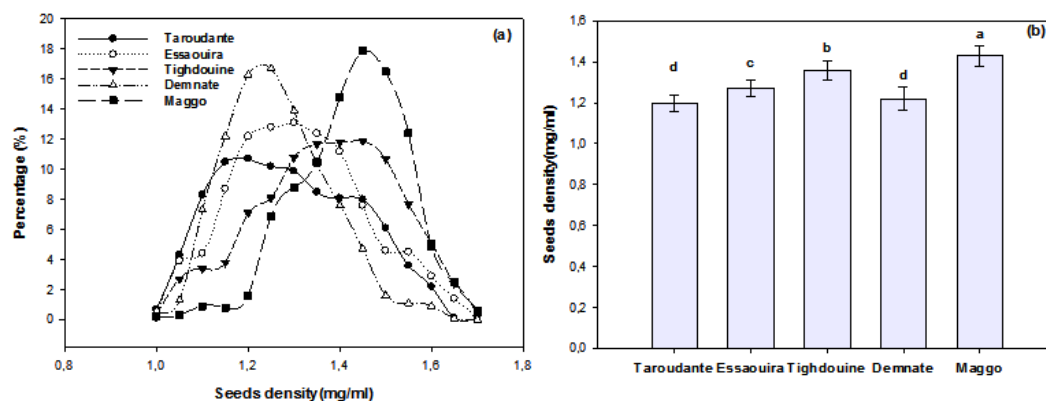 (a)
Taroudante
Essaouira
Tighdouine
Demnate
Maggo
Percentage (%)
20
18
16
14
12
10
8
6
4
2
0
0,8 1,0 1,2 1,4 1,6 1,8
Seeds density(mg/ml)
(b)
Seeds density(mg/ml)
1,6
1,4
1,2
1,0
0,8
0,6
0,4
0,2
0,0
d c b d a
Taroudante Essaouira Tighdouine Demnate Maggo